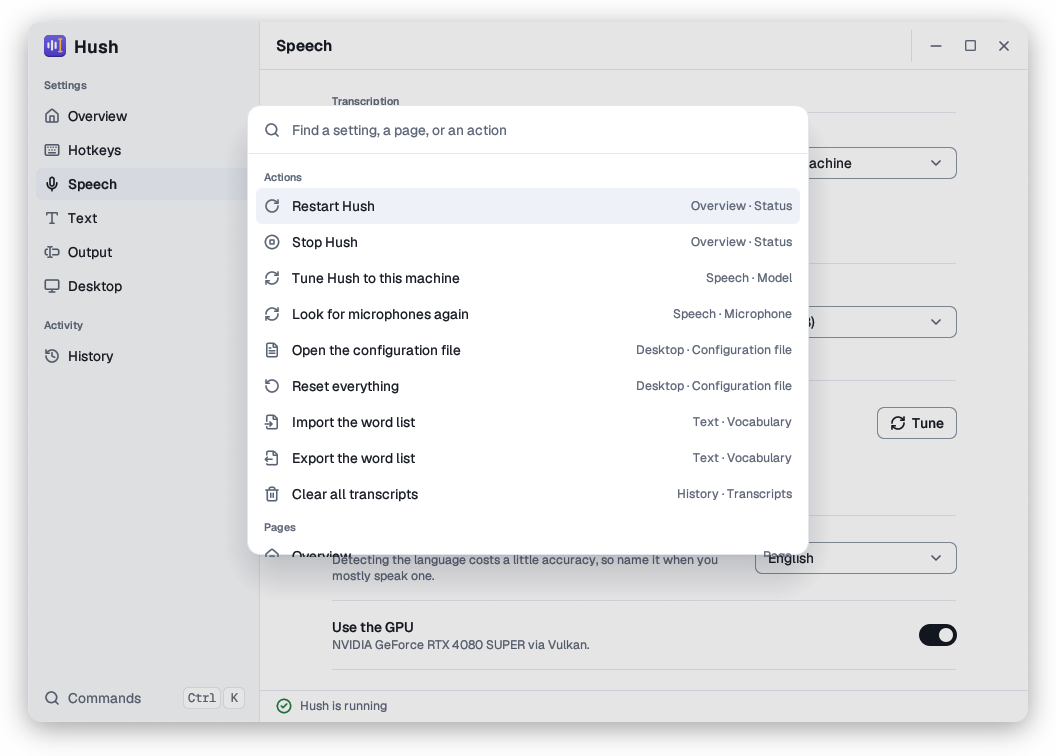 Hush
Settings
Overview
Hotkeys
Speech
Text
Output
Desktop
Activity
History
Commands
Ctrl K
Speech
Transcription
Find a setting, a page, or an action
Actions
Restart Hush Overview · Status
Stop Hush Overview · Status
Tune Hush to this machine Speech · Model
Look for microphones again Speech · Microphone
Open the configuration file Desktop · Configuration file
Reset everything Desktop · Configuration file
Import the word list Text · Vocabulary
Export the word list Text · Vocabulary
Clear all transcripts History · Transcripts
Pages
Overview Page
Tune
Detecting the language costs a little accuracy, so name it when you
mostly speak one.
English
Use the GPU
NVIDIA GeForce RTX 4080 SUPER via Vulkan.
Hush is running